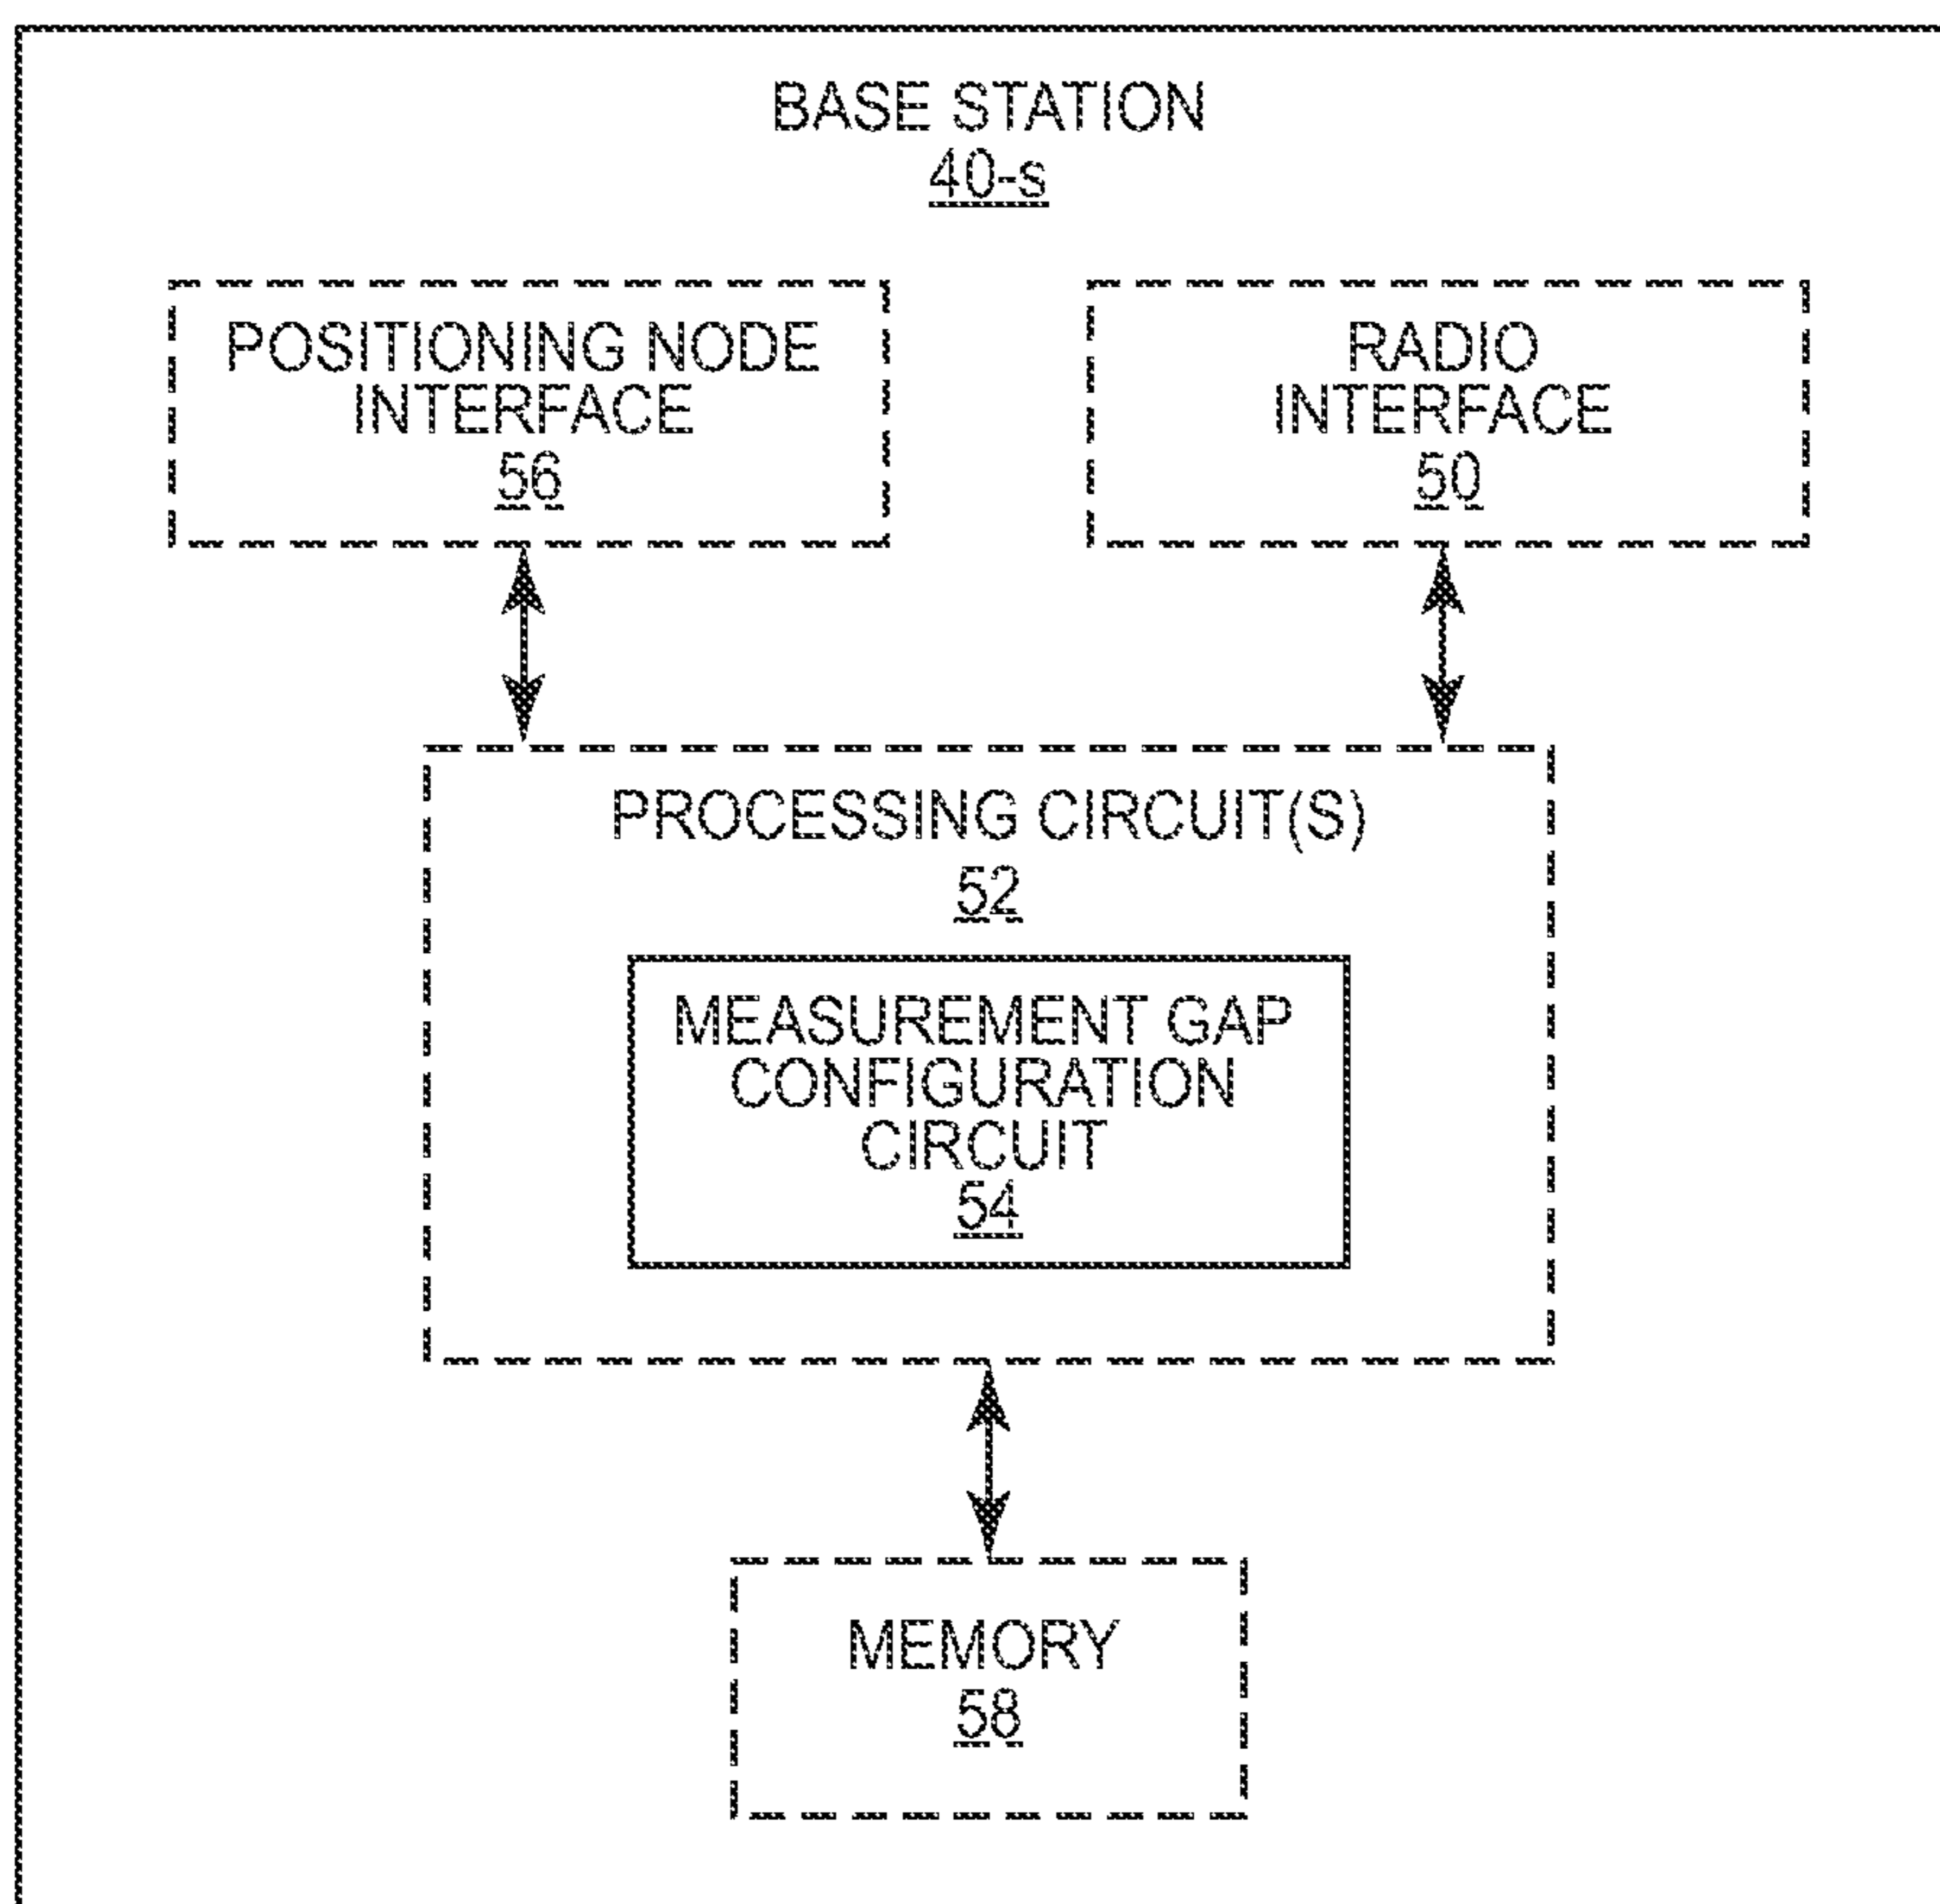 BASE STATION
40-s
POSITIONING NODE
INTERFACE
56
RADIO
INTERFACE
50
PROCESSING CIRCUIT(S)
52
MEASUREMENT GAP
CONFIGURATION
CIRCUIT
54
MEMORY
58